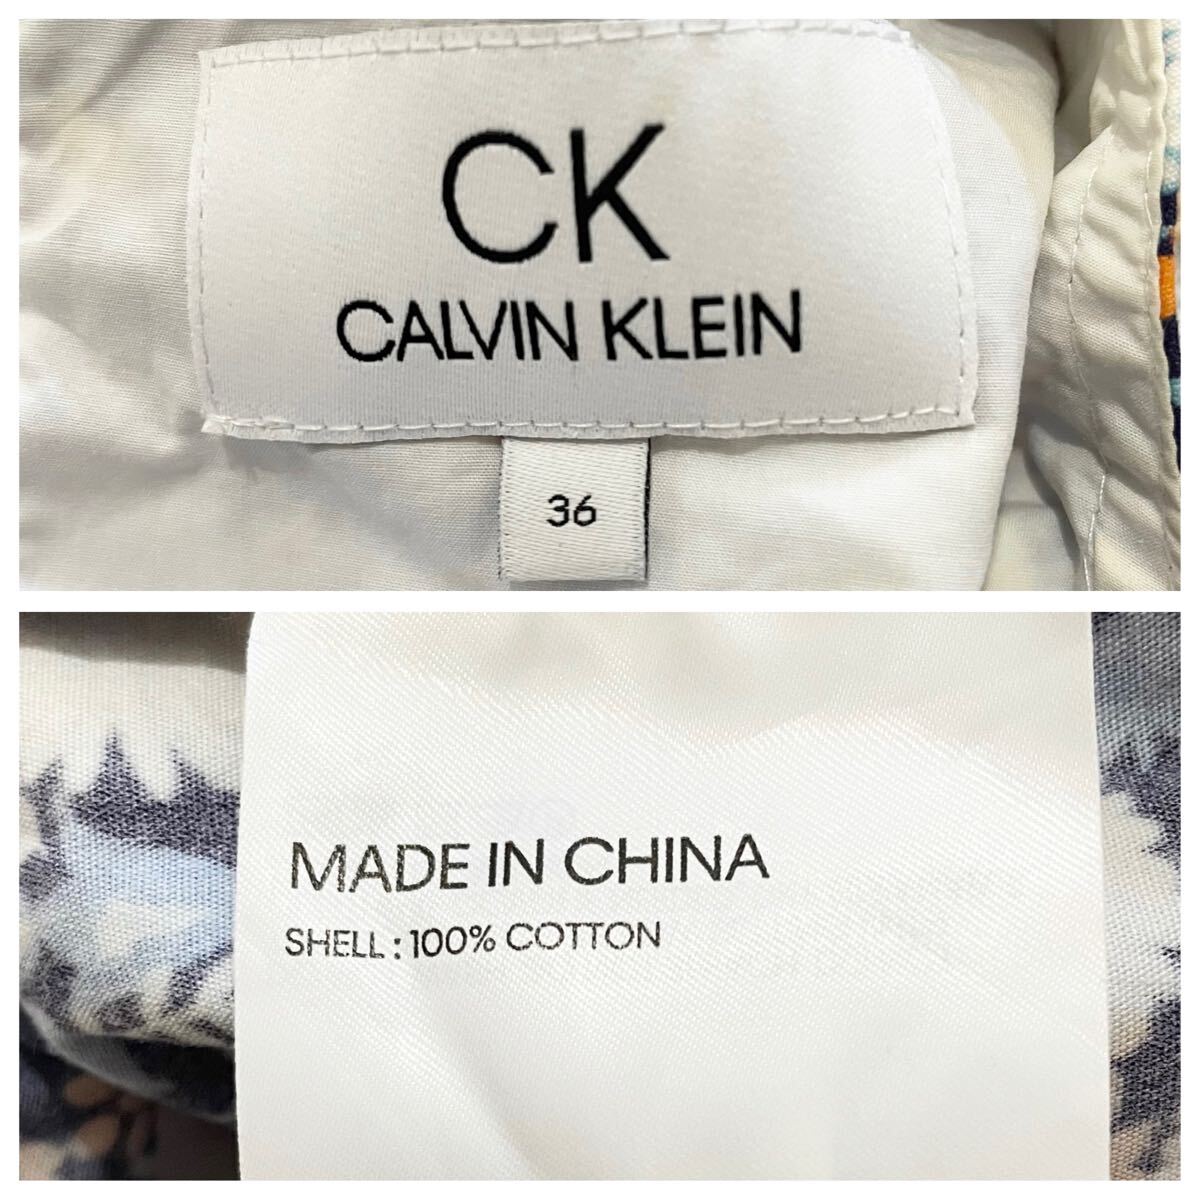 CK
CALVIN KLEIN
36
MADE IN CHINA
SHELL : 100% COTTON